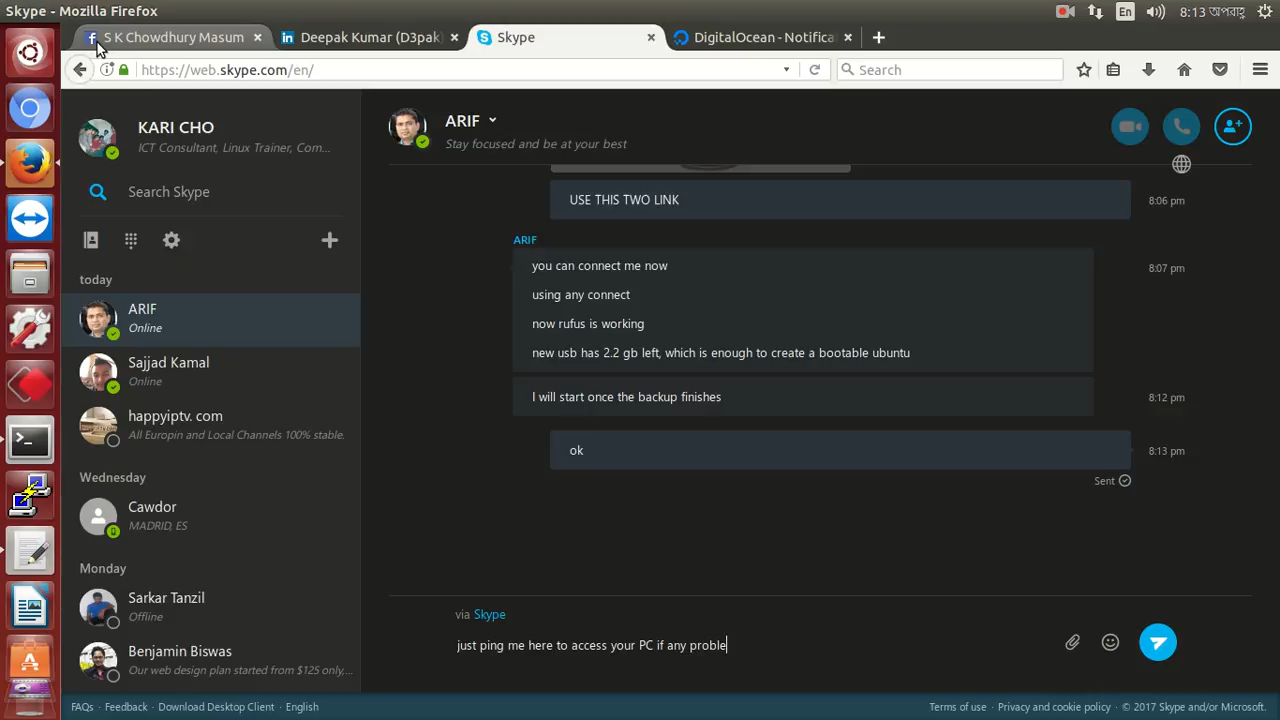 Skype - Mozilla Firefox
En
8:13 অপরাহ্ণ
S K Chowdhury Masum
Deepak Kumar (D3pak)
Skype
DigitalOcean - Notifica
https://web.skype.com/en/
Search
KARI CHO
ICT Consultant, Linux Trainer, Com...
Search Skype
today
ARIF
Online
Sajjad Kamal
Online
happyiptv. com
All Europin and Local Channels 100% stable.
Wednesday
Cawdor
MADRID, ES
Monday
Sarkar Tanzil
Offline
Benjamin Biswas
Our web design plan started from $125 only,...
ARIF
Stay focused and be at your best
USE THIS TWO LINK
8:06 pm
ARIF
you can connect me now
8:07 pm
using any connect
now rufus is working
new usb has 2.2 gb left, which is enough to create a bootable ubuntu
I will start once the backup finishes
8:12 pm
ok
8:13 pm
Sent
via Skype
just ping me here to access your PC if any proble
FAQs · Feedback · Download Desktop Client · English
Terms of use · Privacy and cookie policy · © 2017 Skype and/or Microsoft.